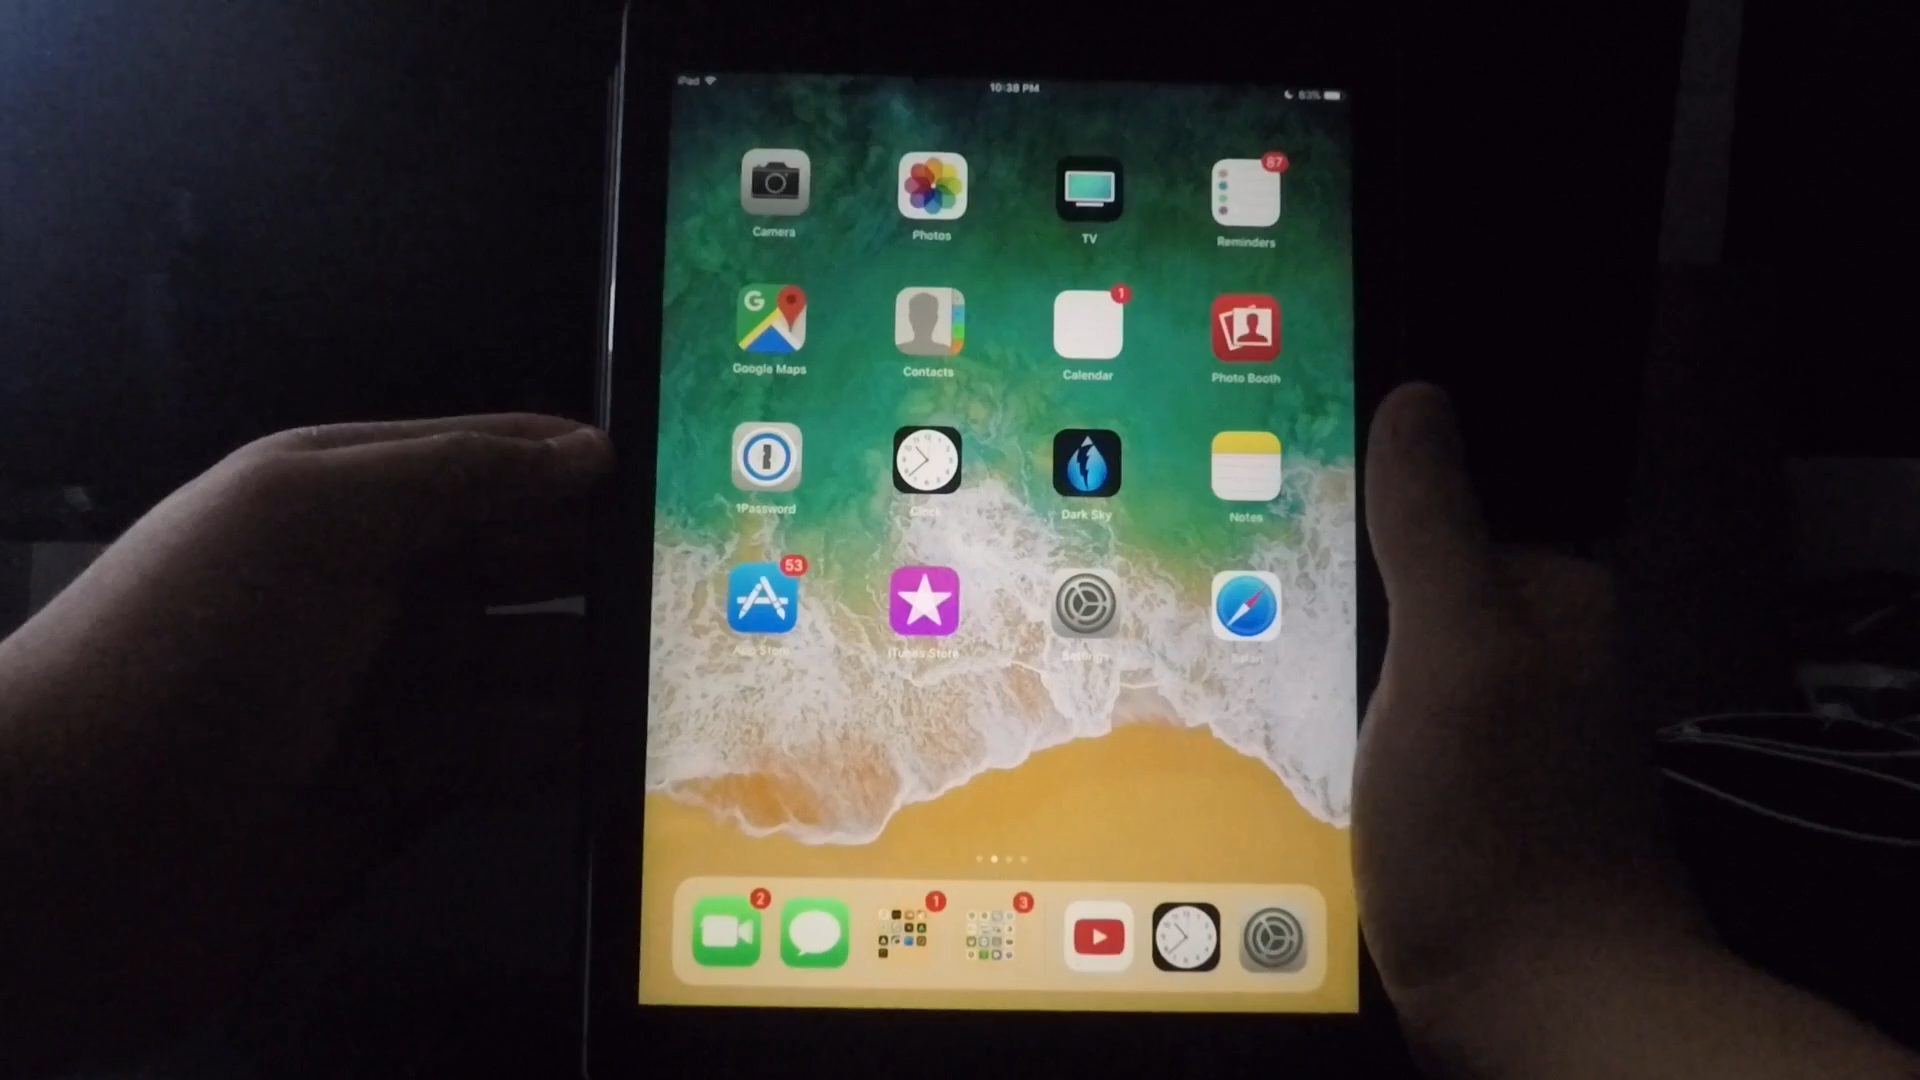 iPad 10:38 PM 83%
87
Camera Photos TV Reminders
G 1
Google Maps Contacts Calendar Photo Booth
1Password Clock Dark Sky Notes
53
App Store iTunes Store Settings Safari
2 1 3